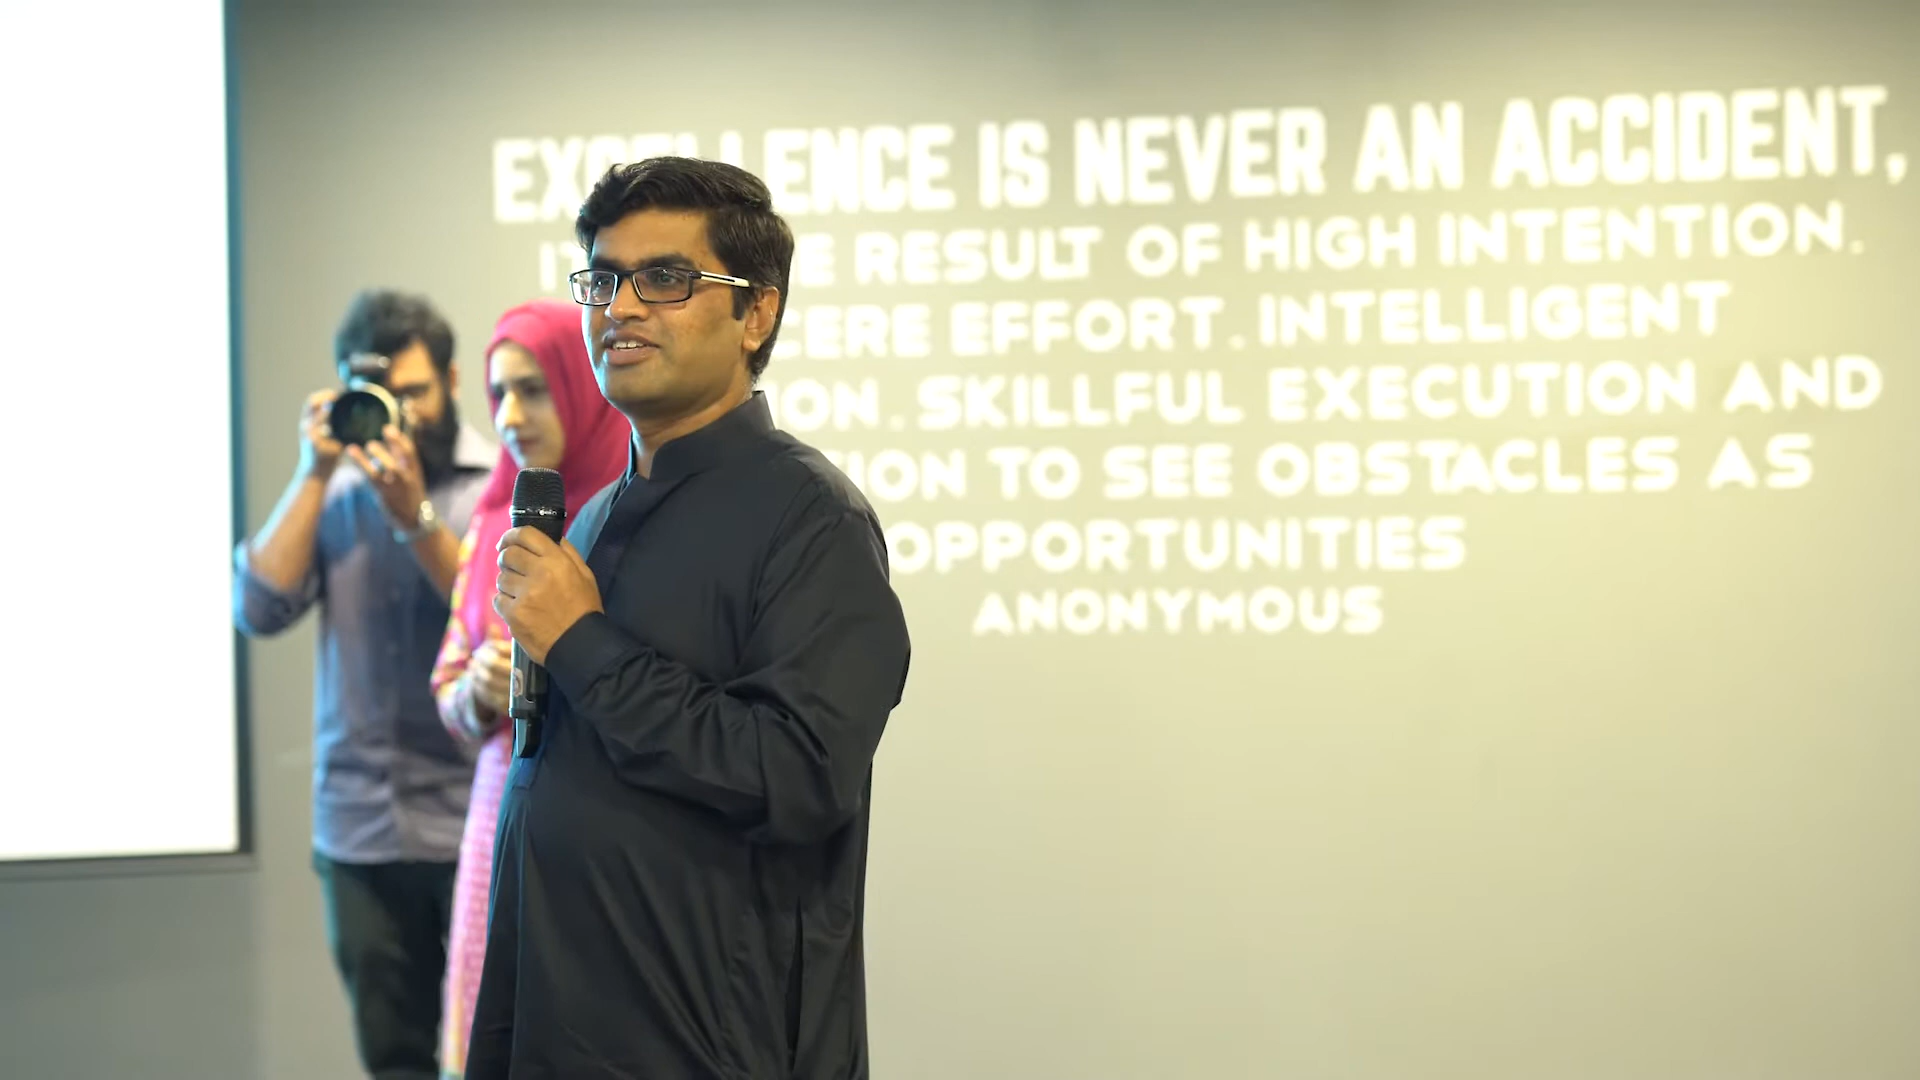 EXCELLENCE IS NEVER AN ACCIDENT,
RESULT OF HIGH INTENTION.
EFFORT. INTELLIGENT
SKILLFUL EXECUTION AND
TO SEE OBSTACLES AS
OPPORTUNITIES
ANONYMOUS